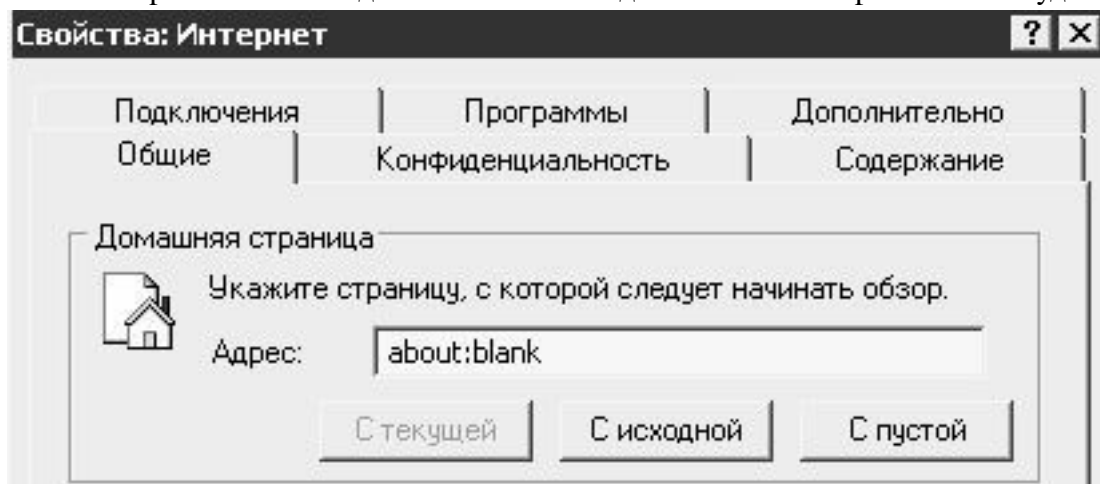 Свойства: Интернет ? ×
Подключения Программы Дополнительно
Общие Конфиденциальность Содержание
Домашняя страница
Укажите страницу, с которой следует начинать обзор.
Адрес: about:blank
С текущей С исходной С пустой